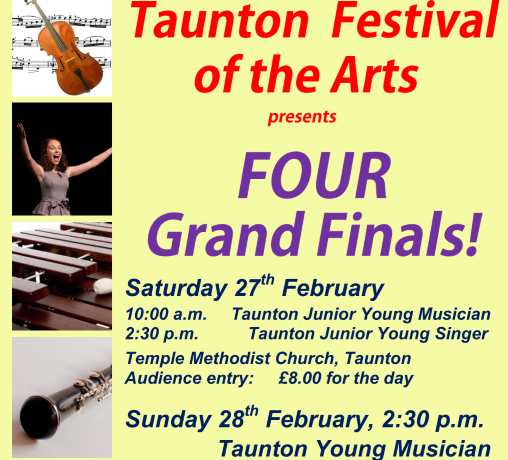 Taunton Festival
of the Arts
presents
FOUR
Grand Finals!
Saturday 27th February
10:00 a.m. Taunton Junior Young Musician
2:30 p.m. Taunton Junior Young Singer
Temple Methodist Church, Taunton
Audience entry: £8.00 for the day
Sunday 28th February, 2:30 p.m.
Taunton Young Musician